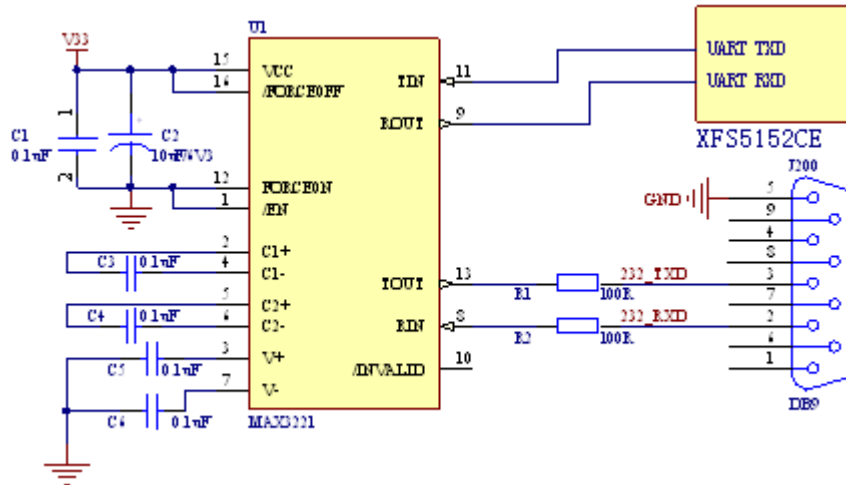 U1
V33
15
VCC
16
/FORCEOFF
TIN
11
ROUT
9
UART TXD
UART RXD
XFS5152CE
1
C1
0.1uF
2
C2
12
FORCEON
1
/EN
2
C1+
4
C1-
C3
0.1uF
5
C2+
6
C2-
C4
0.1uF
3
V+
C5
0.1uF
7
V-
C6
0.1uF
MAX3221
TOUT
13
R1
100R
232_TXD
RIN
8
R2
100R
232_RXD
/INVALID
10
J200
GND
5
9
4
8
3
7
2
6
1
DB9